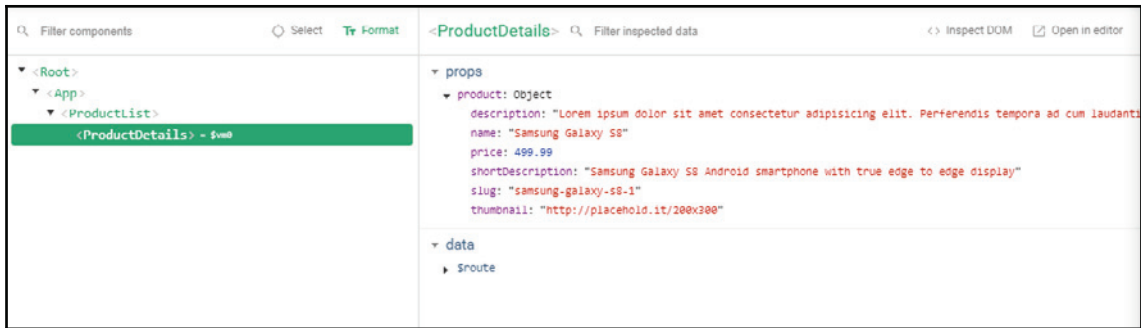 Filter components
Select
Format
<ProductDetails>
Filter inspected data
<> Inspect DOM
Open in editor
<Root>
<App>
<ProductList>
<ProductDetails> - $vm0
props
product: Object
description: "Lorem ipsum dolor sit amet consectetur adipisicing elit. Perferendis tempora ad cum laudanti
name: "Samsung Galaxy S8"
price: 499.99
shortDescription: "Samsung Galaxy S8 Android smartphone with true edge to edge display"
slug: "samsung-galaxy-s8-1"
thumbnail: "http://placehold.it/200x300"
data
$route